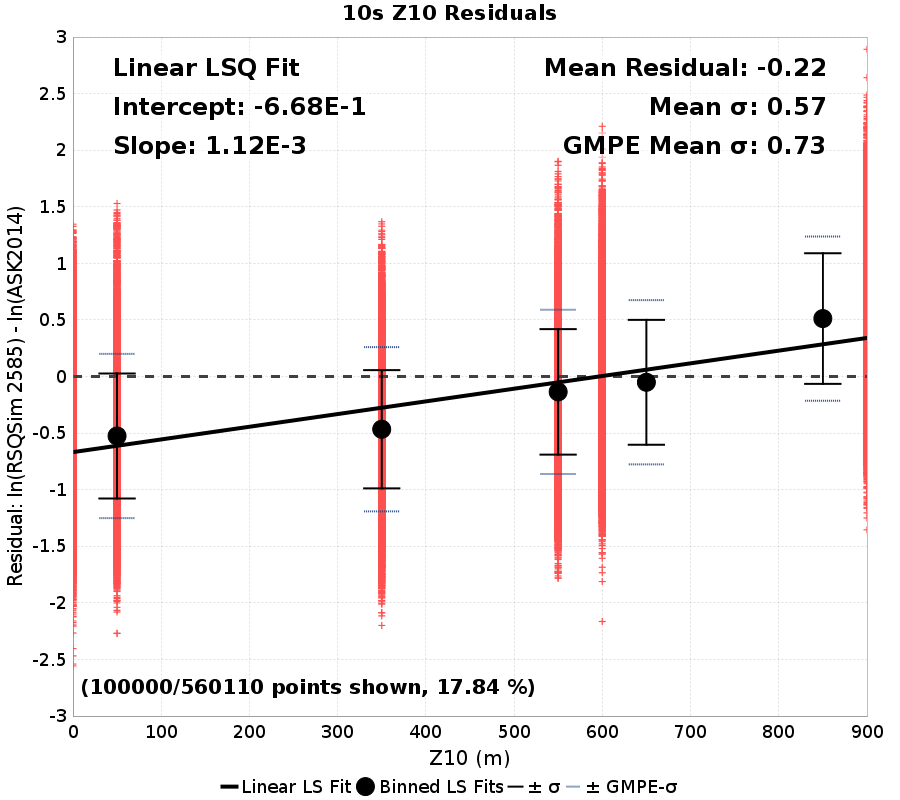 10s Z10 Residuals
Linear LSQ Fit
Intercept: -6.68E-1
Slope: 1.12E-3
Mean Residual: -0.22
Mean σ: 0.57
GMPE Mean σ: 0.73
Residual: ln(RSQSim 2585) - ln(ASK2014)
3
2.5
2
1.5
1
0.5
0
-0.5
-1
-1.5
-2
-2.5
-3
(100000/560110 points shown, 17.84 %)
0 100 200 300 400 500 600 700 800 900
Z10 (m)
Linear LS Fit Binned LS Fits ± σ ± GMPE-σ